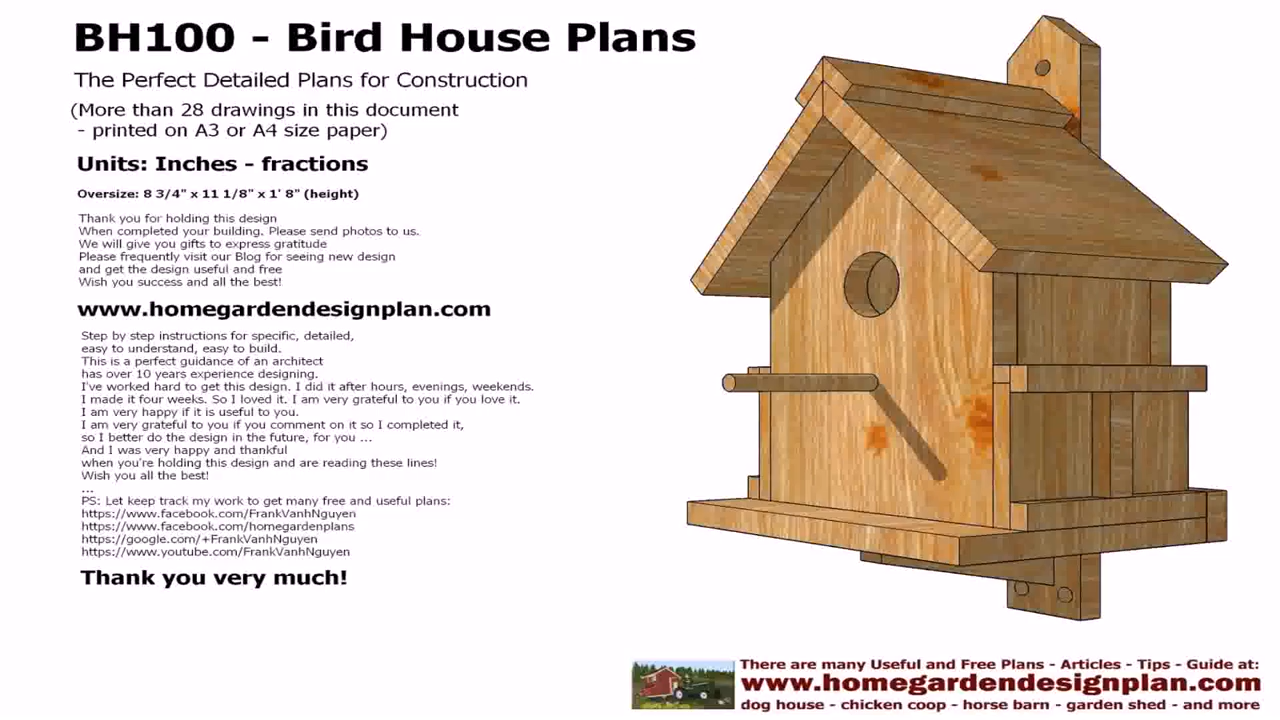 BH100 - Bird House Plans
The Perfect Detailed Plans for Construction
(More than 28 drawings in this document
- printed on A3 or A4 size paper)
Units: Inches - fractions
Oversize: 8 3/4" x 11 1/8" x 1' 8" (height)
Thank you for holding this design
When completed your building. Please send photos to us.
We will give you gifts to express gratitude
Please frequently visit our Blog for seeing new design
and get the design useful and free
Wish you success and all the best!
www.homegardendesignplan.com
Step by step instructions for specific, detailed,
easy to understand, easy to build.
This is a perfect guidance of an architect
has over 10 years experience designing.
I've worked hard to get this design. I did it after hours, evenings, weekends.
I made it four weeks. So I loved it. I am very grateful to you if you love it.
I am very happy if it is useful to you.
I am very grateful to you if you comment on it so I completed it,
so I better do the design in the future, for you ...
And I was very happy and thankful
when you're holding this design and are reading these lines!
Wish you all the best!
...
PS: Let keep track my work to get many free and useful plans:
https://www.facebook.com/FrankVanhNguyen
https://www.facebook.com/homegardenplans
https://google.com/+FrankVanhNguyen
https://www.youtube.com/FrankVanhNguyen
Thank you very much!
There are many Useful and Free Plans - Articles - Tips - Guide at:
www.homegardendesignplan.com
dog house - chicken coop - horse barn - garden shed - and more